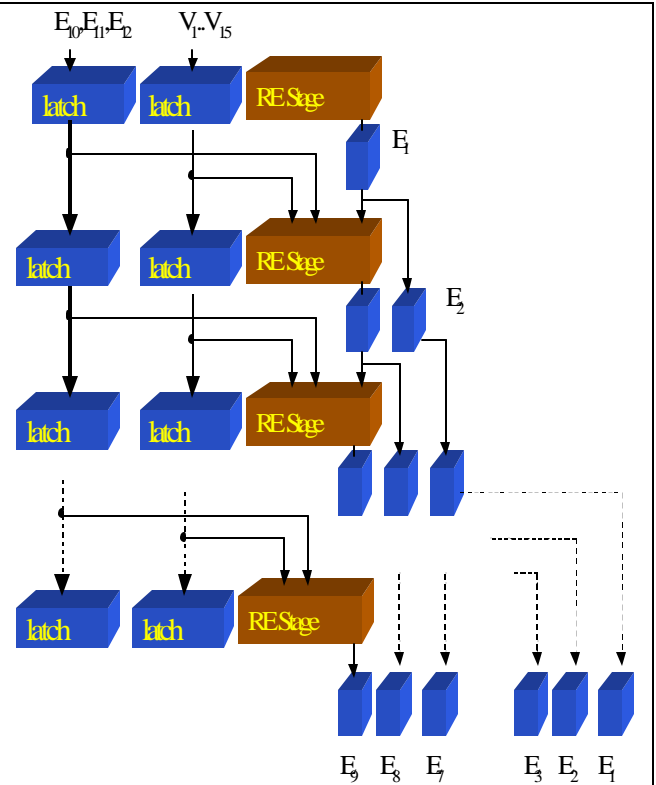 E₁₀,E₁₁,E₁₂ V₁..V₁₅
latch latch RE Stage
E₁
latch latch RE Stage
E₂
latch latch RE Stage
latch latch RE Stage
E₉ E₈ E₇ E₃ E₂ E₁